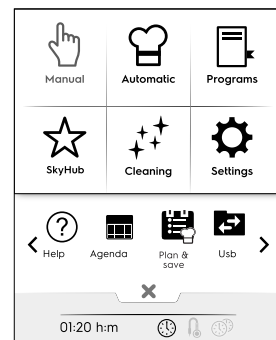 Manual Automatic Programs
SkyHub Cleaning Settings
Help Agenda Plan & save Usb
01:20 h:m